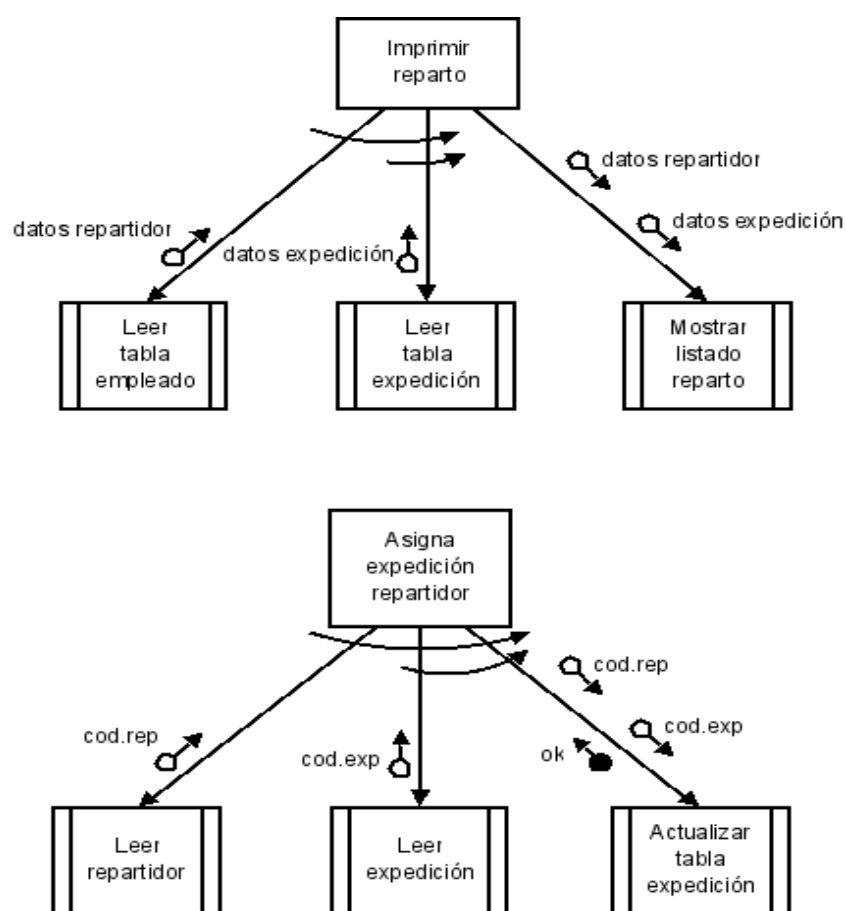 Imprimir
reparto
datos repartidor
datos expedición
datos repartidor
datos expedición
Leer
tabla
empleado
Leer
tabla
expedición
Mostrar
listado
reparto
Asigna
expedición
repartidor
cod.rep
cod.exp
cod.rep
cod.exp
ok
Leer
repartidor
Leer
expedición
Actualizar
tabla
expedición